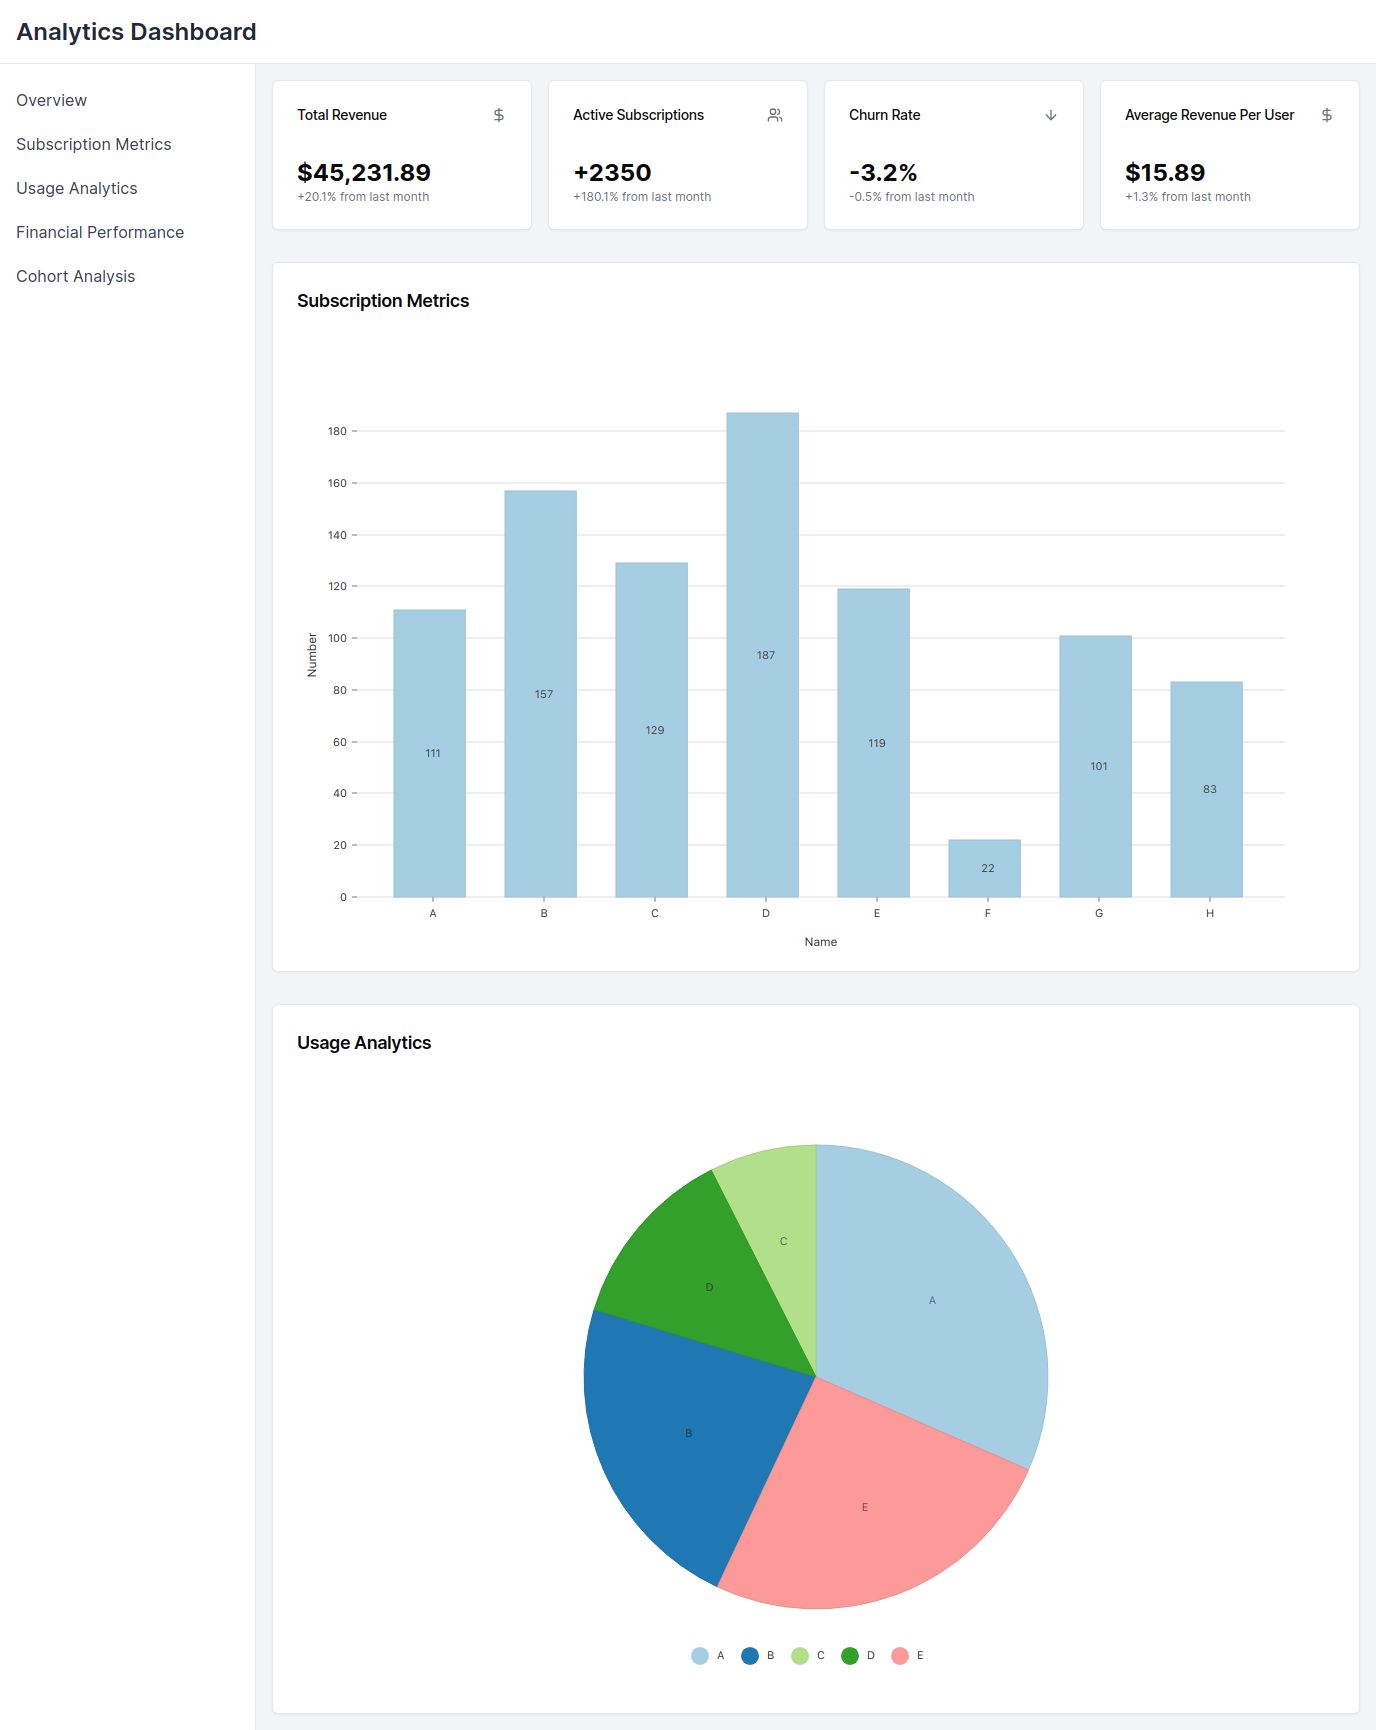 Analytics Dashboard
Overview
Subscription Metrics
Usage Analytics
Financial Performance
Cohort Analysis
Total Revenue
$45,231.89
+20.1% from last month
Active Subscriptions
+2350
+180.1% from last month
Churn Rate
-3.2%
-0.5% from last month
Average Revenue Per User
$15.89
+1.3% from last month
Subscription Metrics
180
160
140
120
100
80
60
40
20
0
Number
111
157
129
187
119
22
101
83
A B C D E F G H
Name
Usage Analytics
C
D
A
B
E
A B C D E